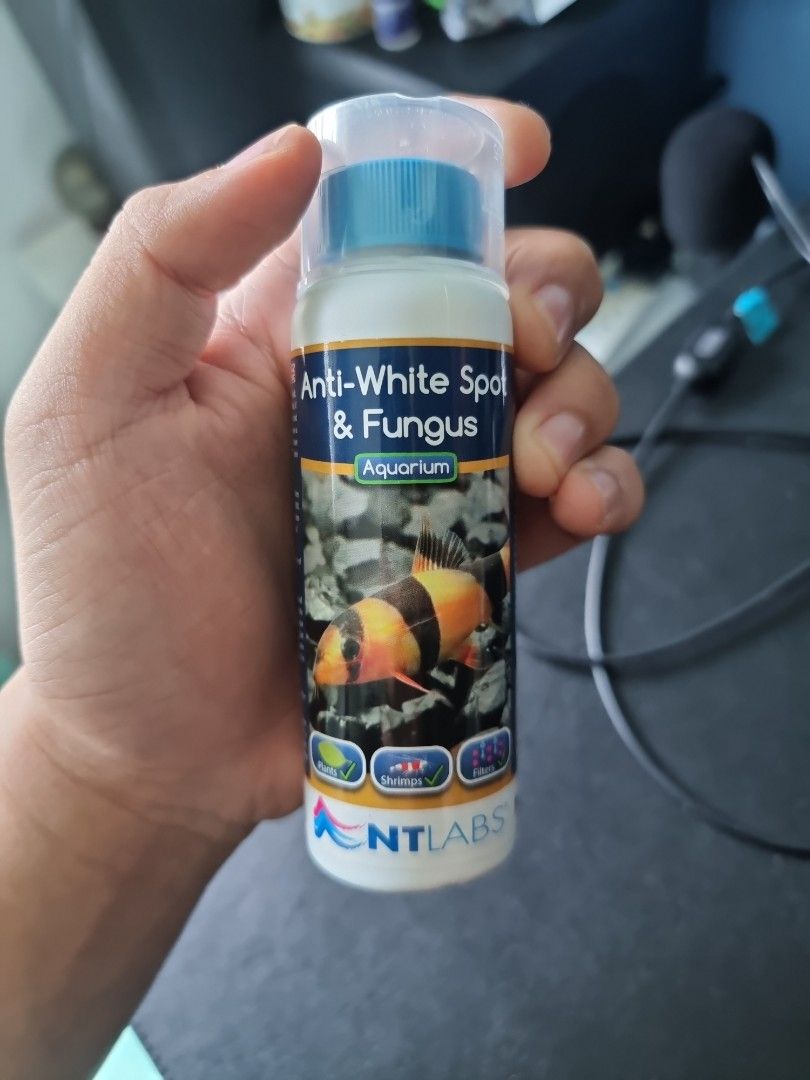 Anti-White Spot
& Fungus
Aquarium
Plants
Shrimps
Filters
NTLABS